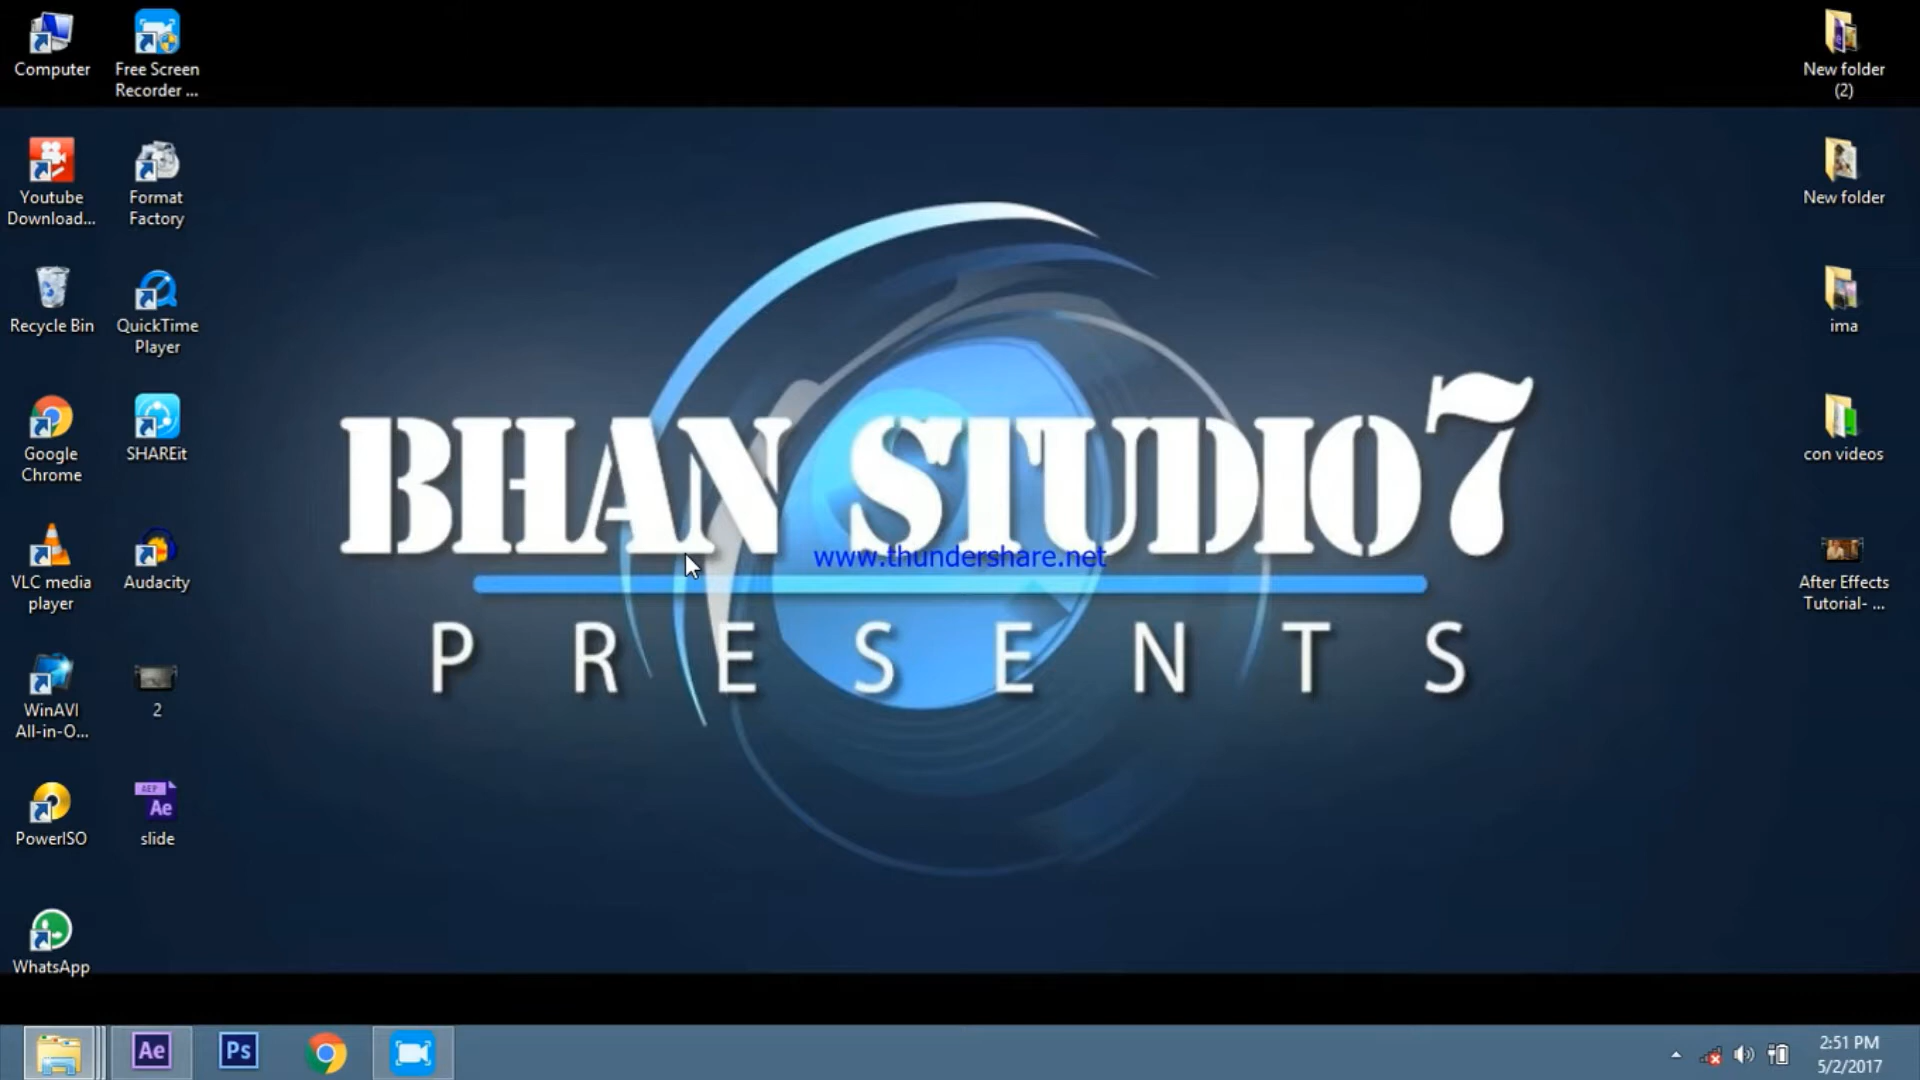 Computer
Free Screen
Recorder ...
New folder
(2)
Youtube
Download...
Format
Factory
New folder
Recycle Bin
QuickTime
Player
ima
Google
Chrome
SHAREit
con videos
BHAN STUDIO7
www.thundershare.net
PRESENTS
VLC media
player
Audacity
After Effects
Tutorial- ...
WinAVI
All-in-O...
2
PowerISO
AEP
Ae
slide
WhatsApp
Ae
Ps
2:51 PM
5/2/2017